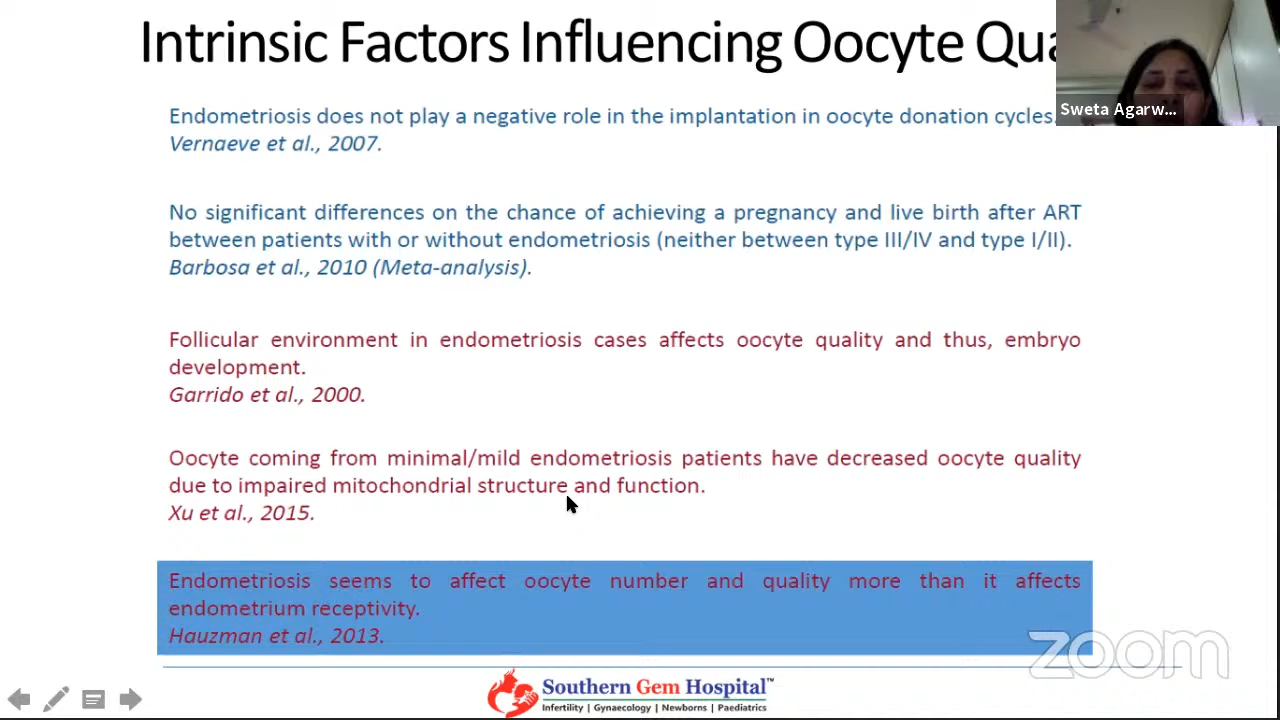 Intrinsic Factors Influencing Oocyte Qua
Sweta Agarw...
Endometriosis does not play a negative role in the implantation in oocyte donation cycles.
Vernaeve et al., 2007.
No significant differences on the chance of achieving a pregnancy and live birth after ART
between patients with or without endometriosis (neither between type III/IV and type I/II).
Barbosa et al., 2010 (Meta-analysis).
Follicular environment in endometriosis cases affects oocyte quality and thus, embryo
development.
Garrido et al., 2000.
Oocyte coming from minimal/mild endometriosis patients have decreased oocyte quality
due to impaired mitochondrial structure and function.
Xu et al., 2015.
Endometriosis seems to affect oocyte number and quality more than it affects
endometrium receptivity.
Hauzman et al., 2013.
zoom
Southern Gem Hospital™
Infertility | Gynaecology | Newborns | Paediatrics